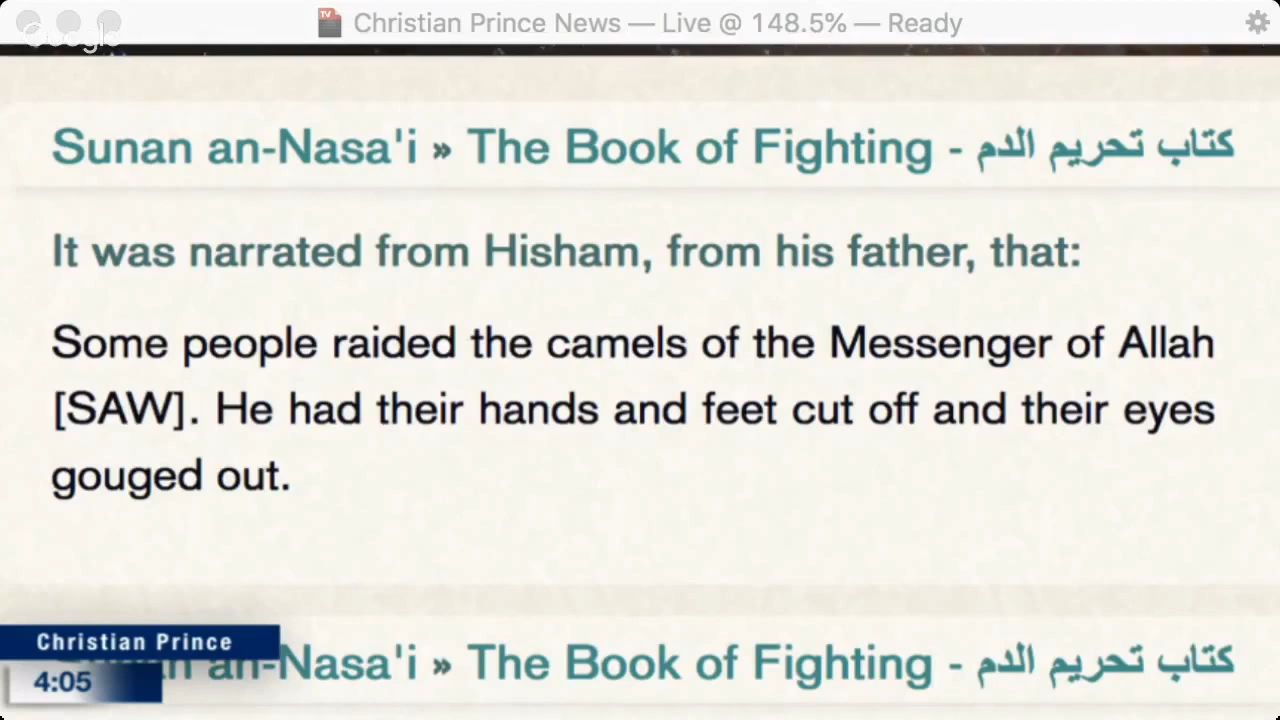 Christian Prince News — Live @ 148.5% — Ready
Google
Sunan an-Nasa'i » The Book of Fighting - كتاب تحريم الدم
It was narrated from Hisham, from his father, that:
Some people raided the camels of the Messenger of Allah
[SAW]. He had their hands and feet cut off and their eyes
gouged out.
Christian Prince
an-Nasa'i » The Book of Fighting - كتاب تحريم الدم
4:05